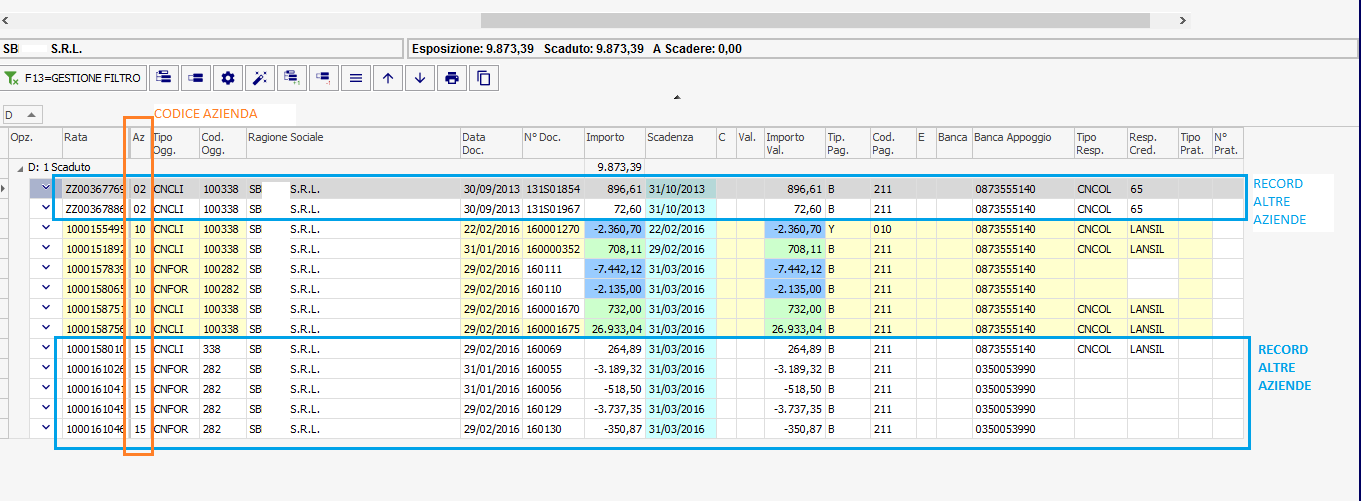 SB S.R.L. Esposizione: 9.873,39 Scaduto: 9.873,39 A Scadere: 0,00
F13=GESTIONE FILTRO
D CODICE AZIENDA
Opz. Rata Az Tipo Ogg. Cod. Ogg. Ragione Sociale Data Doc. N° Doc. Importo Scadenza C Val. Importo Val. Tip. Pag. Cod. Pag. E Banca Banca Appoggio Tipo Resp. Resp. Cred. Tipo Prat. N° Prat.
D: 1 Scaduto 9.873,39
ZZ00367769 02 CNCLI 100338 SB S.R.L. 30/09/2013 131S01854 896,61 31/10/2013 896,61 B 211 0873555140 CNCOL 65
ZZ00367886 02 CNCLI 100338 SB S.R.L. 30/09/2013 131S01967 72,60 31/10/2013 72,60 B 211 0873555140 CNCOL 65
RECORD
ALTRE
AZIENDE
1000155495 10 CNCLI 100338 SB S.R.L. 22/02/2016 160001270 -2.360,70 22/02/2016 -2.360,70 Y 010 0873555140 CNCOL LANSIL
1000151892 10 CNCLI 100338 SB S.R.L. 31/01/2016 160000352 708,11 29/02/2016 708,11 B 211 0873555140 CNCOL LANSIL
1000157839 10 CNFOR 100282 SB S.R.L. 29/02/2016 160111 -7.442,12 31/03/2016 -7.442,12 B 211 0873555140
1000158065 10 CNFOR 100282 SB S.R.L. 29/02/2016 160110 -2.135,00 31/03/2016 -2.135,00 B 211 0873555140
1000158751 10 CNCLI 100338 SB S.R.L. 29/02/2016 160001670 732,00 31/03/2016 732,00 B 211 0873555140 CNCOL LANSIL
1000158756 10 CNCLI 100338 SB S.R.L. 29/02/2016 160001675 26.933,04 31/03/2016 26.933,04 B 211 0873555140 CNCOL LANSIL
1000158010 15 CNCLI 338 SB S.R.L. 29/02/2016 160069 264,89 31/03/2016 264,89 B 211 0873555140 CNCOL LANSIL
1000161026 15 CNFOR 282 SB S.R.L. 31/01/2016 160055 -3.189,32 31/03/2016 -3.189,32 B 211 0350053990
1000161041 15 CNFOR 282 SB S.R.L. 31/01/2016 160056 -518,50 31/03/2016 -518,50 B 211 0350053990
1000161045 15 CNFOR 282 SB S.R.L. 29/02/2016 160129 -3.737,35 31/03/2016 -3.737,35 B 211 0350053990
1000161046 15 CNFOR 282 SB S.R.L. 29/02/2016 160130 -350,87 31/03/2016 -350,87 B 211 0350053990
RECORD
ALTRE
AZIENDE